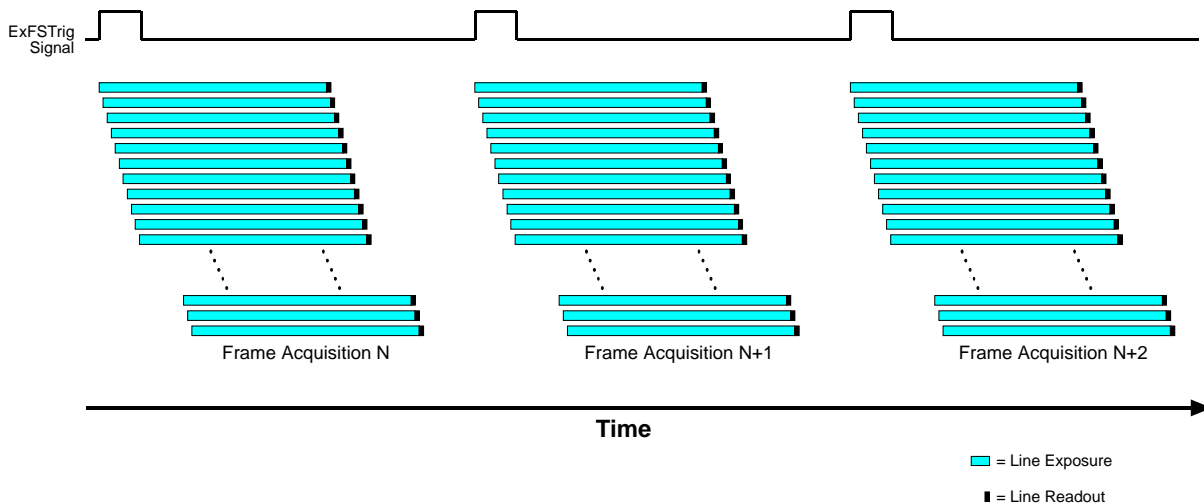 ExFSTrig
Signal
Frame Acquisition N
Frame Acquisition N+1
Frame Acquisition N+2
Time
= Line Exposure
= Line Readout